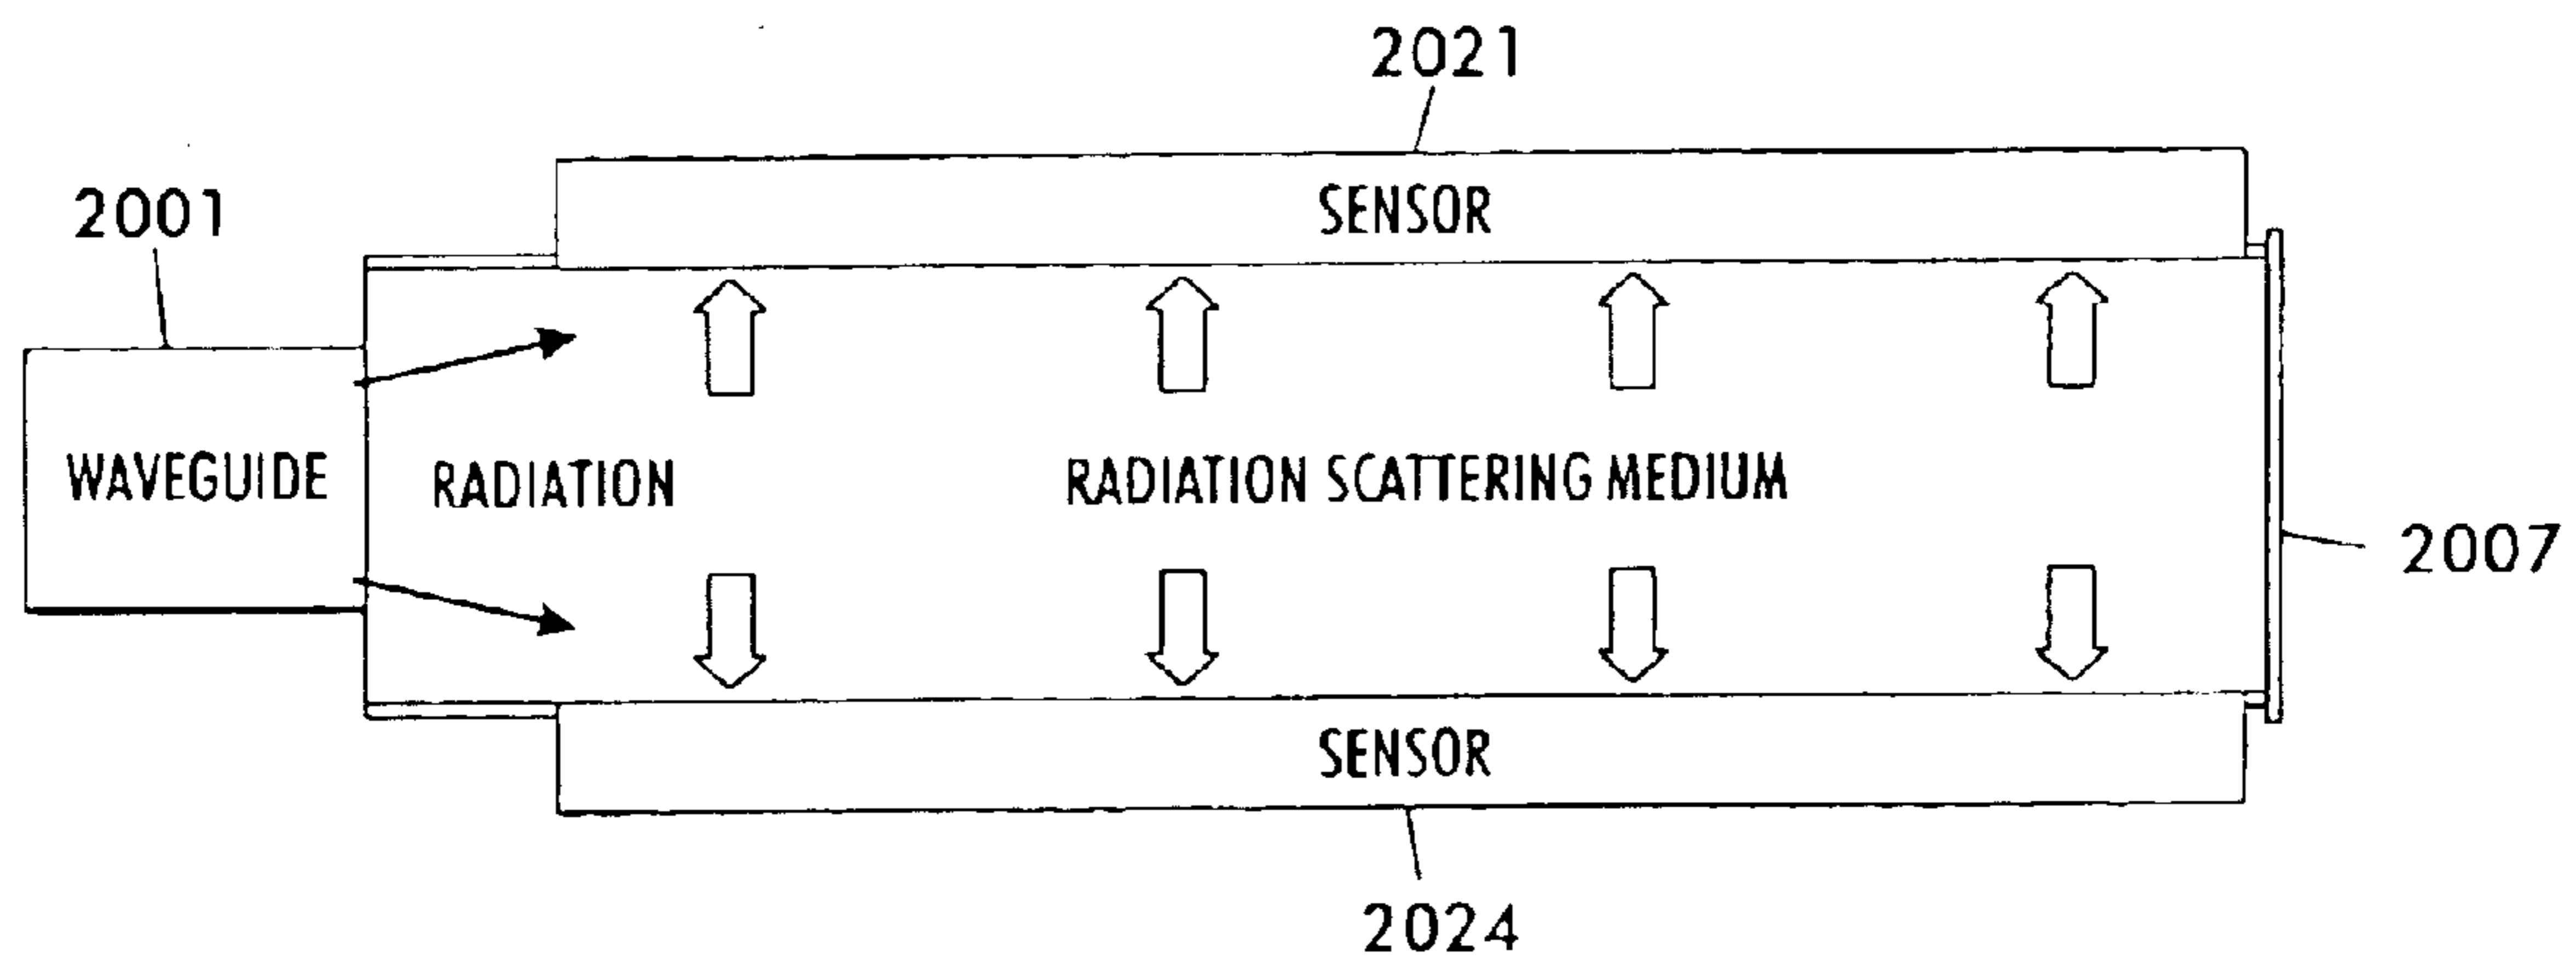 2021
SENSOR
2001
WAVEGUIDE
RADIATION
RADIATION SCATTERING MEDIUM
2007
SENSOR
2024